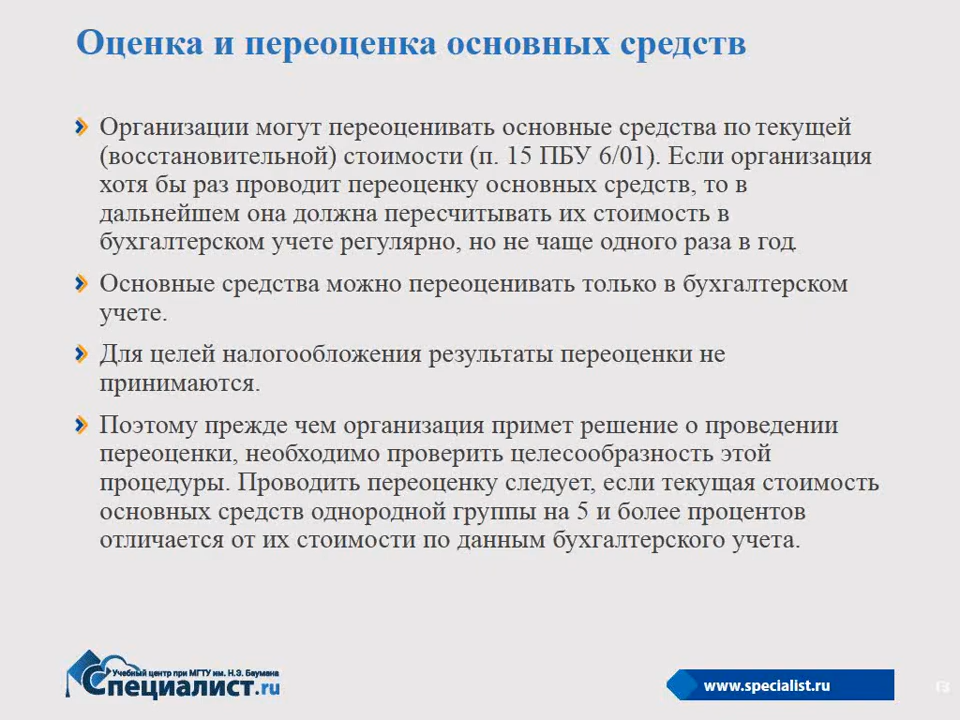 Оценка и переоценка основных средств
Организации могут переоценивать основные средства по текущей
(восстановительной) стоимости (п. 15 ПБУ 6/01). Если организация
хотя бы раз проводит переоценку основных средств, то в
дальнейшем она должна пересчитывать их стоимость в
бухгалтерском учете регулярно, но не чаще одного раза в год.
Основные средства можно переоценивать только в бухгалтерском
учете.
Для целей налогообложения результаты переоценки не
принимаются.
Поэтому прежде чем организация примет решение о проведении
переоценки, необходимо проверить целесообразность этой
процедуры. Проводить переоценку следует, если текущая стоимость
основных средств однородной группы на 5 и более процентов
отличается от их стоимости по данным бухгалтерского учета.
Учебный центр при МГТУ им. Н.Э. Баумана
Специалист.ru
www.specialist.ru
13